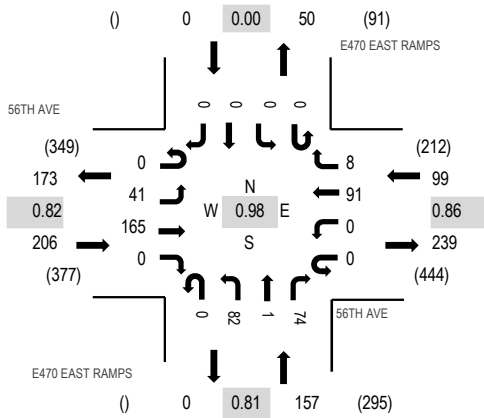 () 0 0.00 50 (91)
E470 EAST RAMPS
56TH AVE
0 0 0 0
(349) 0 8 (212)
173 99
41 N 91
0.82 W 0.98 E 0.86
165 0
206 S 239
(377) 0 0 (444)
0 82 1 74
56TH AVE
E470 EAST RAMPS
() 0 0.81 157 (295)